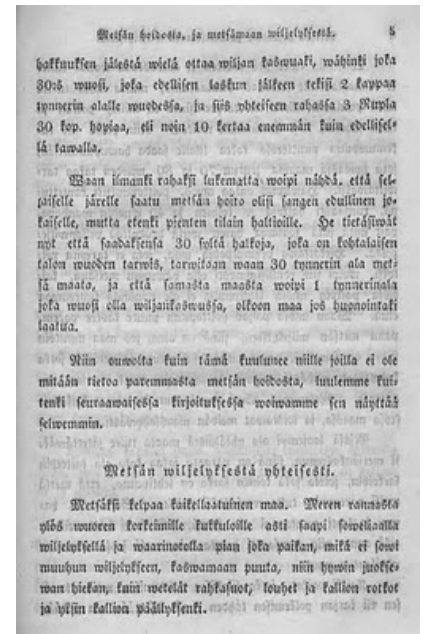 Metsän hoidosta, ja metsämaan wiljelyksestä. 5
hakkuuksen jälestä wielä ottaa wiljan kaswuaki, wähinki joka
30:s wuosi, joka edellisen laskun jälkeen tekisi 2 kappaa
tynnerin alalle wuodessa, ja siis yhteiseen rahassa 3 Rupla
30 kop. hopiaa, eli noin 10 kertaa enemmän kuin edellisel-
lä tawalla.
Waan ilmanki rahaksi lukemalta woipi nähdä, että sel-
laiselle järelle saatu metsän hoito olisi sangen edullinen jo-
kaiselle, mutta etenki pienten tilain haltioille. He tietäsiwät
nyt että saadaksensa 30 syltä halkoja, joka on kohtalaisen
talon wuoden tarwis, tarwitaan waan 30 tynnerin ala met-
sä maata, ja että samasta maasta woipi 1 tynnerinala
joka wuosi olla wiljankaswussa, olkoon maa jos huonointaki
laatua.
Niin ouwolta kuin tämä kuulunee niille joilla ei ole
mitään tietoa paremmasta metsän hoidosta, luulemme kui-
tenki seuraawaisessa kirjoituksessa woiwamme sen näyttää
selwemmin.
Metsän wiljelyksestä yhteisesti.
Metsäksi kelpaa kaikellaatuinen maa. Meren rannasta
ylös wuoren korkeimille kukkuloille asti saapi soweliaalla
wiljelyksellä ja waarinotolla pian joka paikan, mikä ei sowi
muuhun wiljelykseen, kaswamaan puuta, niin hywin juokse-
wan hiekan, kuin wetelät rahkasuot, louhet ja kallion rotkot
ja yksin kallion päällyksenki.